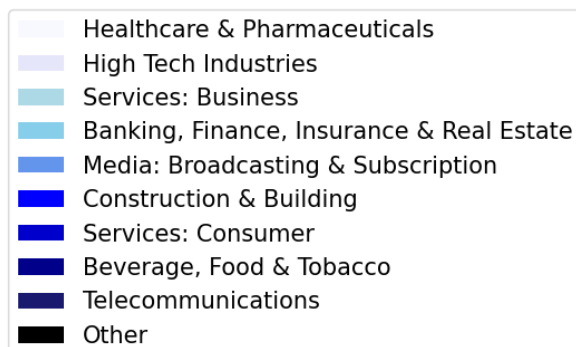 Healthcare & Pharmaceuticals
High Tech Industries
Services: Business
Banking, Finance, Insurance & Real Estate
Media: Broadcasting & Subscription
Construction & Building
Services: Consumer
Beverage, Food & Tobacco
Telecommunications
Other